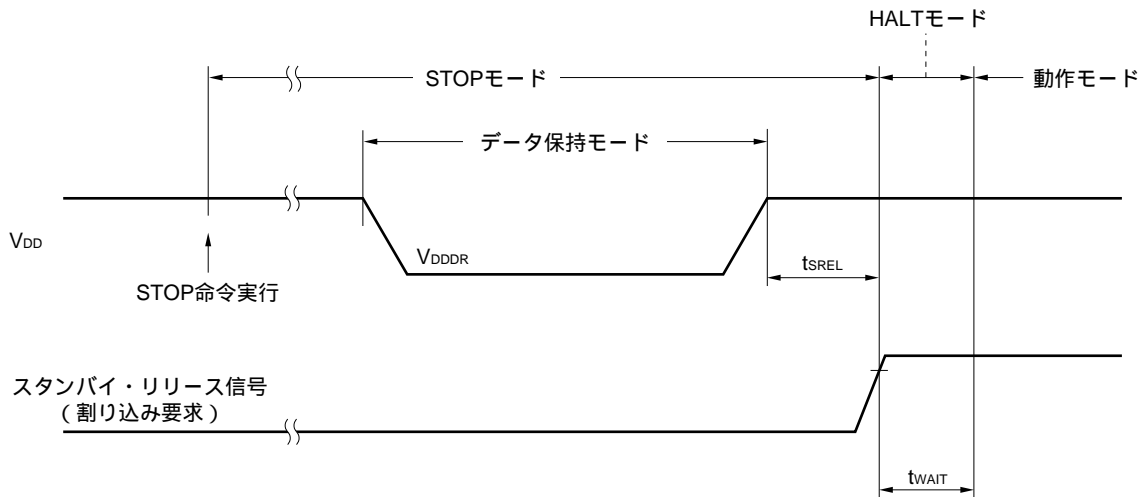 HALTモード
STOPモード
動作モード
データ保持モード
VDD
VDDDR
STOP命令実行
tSREL
スタンバイ・リリース信号
(割り込み要求)
tWAIT